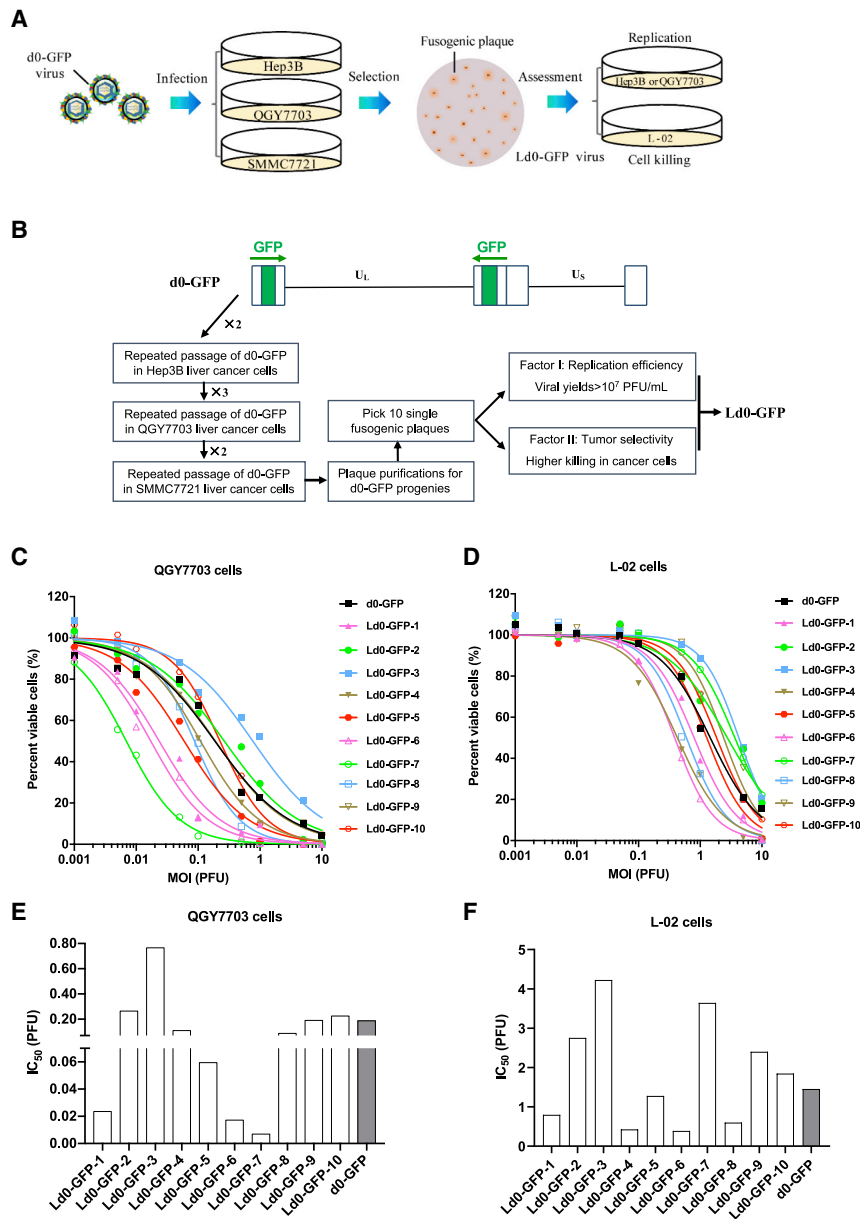 A
d0-GFP
virus
Infection
Hep3B
QGY7703
SMMC7721
Selection
Fusogenic plaque
Assessment
Ld0-GFP virus
Replication
Hep3B or QGY7703
L-02
Cell killing
B
GFP
GFP
d0-GFP
UL
US
×2
Repeated passage of d0-GFP
in Hep3B liver cancer cells
×3
Repeated passage of d0-GFP
in QGY7703 liver cancer cells
×2
Repeated passage of d0-GFP
in SMMC7721 liver cancer cells
Pick 10 single
fusogenic plaques
Plaque purifications for
d0-GFP progenies
Factor I: Replication efficiency
Viral yields>10⁷ PFU/mL
Factor II: Tumor selectivity
Higher killing in cancer cells
Ld0-GFP
C
QGY7703 cells
Percent viable cells (%)
120
100
80
60
40
20
0
0.001 0.01 0.1 1 10
MOI (PFU)
d0-GFP
Ld0-GFP-1
Ld0-GFP-2
Ld0-GFP-3
Ld0-GFP-4
Ld0-GFP-5
Ld0-GFP-6
Ld0-GFP-7
Ld0-GFP-8
Ld0-GFP-9
Ld0-GFP-10
D
L-02 cells
Percent viable cells (%)
120
100
80
60
40
20
0
0.001 0.01 0.1 1 10
MOI (PFU)
d0-GFP
Ld0-GFP-1
Ld0-GFP-2
Ld0-GFP-3
Ld0-GFP-4
Ld0-GFP-5
Ld0-GFP-6
Ld0-GFP-7
Ld0-GFP-8
Ld0-GFP-9
Ld0-GFP-10
E
QGY7703 cells
IC50 (PFU)
0.80
0.60
0.40
0.20
0.06
0.04
0.02
0.00
Ld0-GFP-1
Ld0-GFP-2
Ld0-GFP-3
Ld0-GFP-4
Ld0-GFP-5
Ld0-GFP-6
Ld0-GFP-7
Ld0-GFP-8
Ld0-GFP-9
Ld0-GFP-10
d0-GFP
F
L-02 cells
IC50 (PFU)
5
4
3
2
1
0
Ld0-GFP-1
Ld0-GFP-2
Ld0-GFP-3
Ld0-GFP-4
Ld0-GFP-5
Ld0-GFP-6
Ld0-GFP-7
Ld0-GFP-8
Ld0-GFP-9
Ld0-GFP-10
d0-GFP